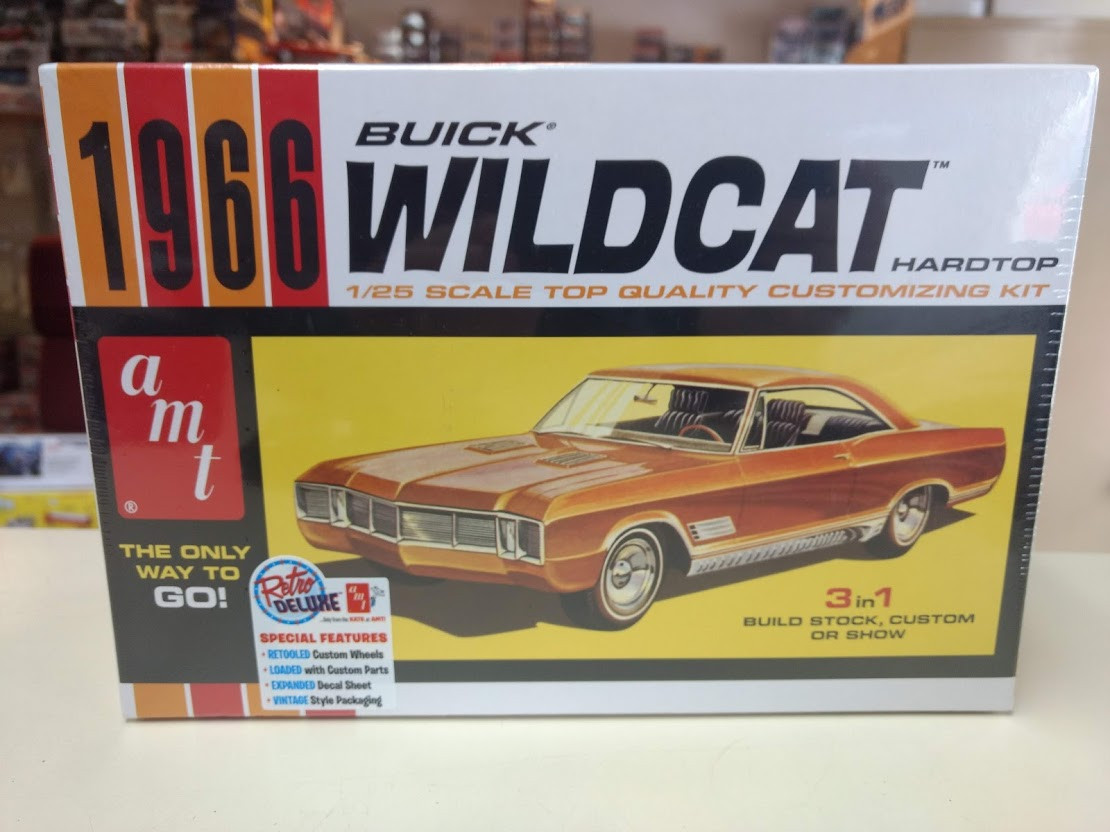 1966
BUICK®
WILDCAT™
HARDTOP
1/25 SCALE TOP QUALITY CUSTOMIZING KIT
amt
®
THE ONLY
WAY TO
GO!
Retro
DELUXE™
amt
SPECIAL FEATURES
• RETOOLED Custom Wheels
• LOADED with Custom Parts
• EXPANDED Decal Sheet
• VINTAGE Style Packaging
3 in 1
BUILD STOCK, CUSTOM
OR SHOW